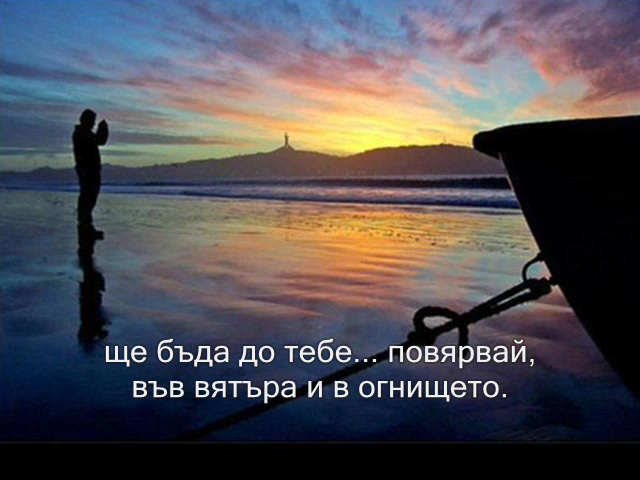 ще бъда до тебе... повярвай,
във вятъра и в огнището.